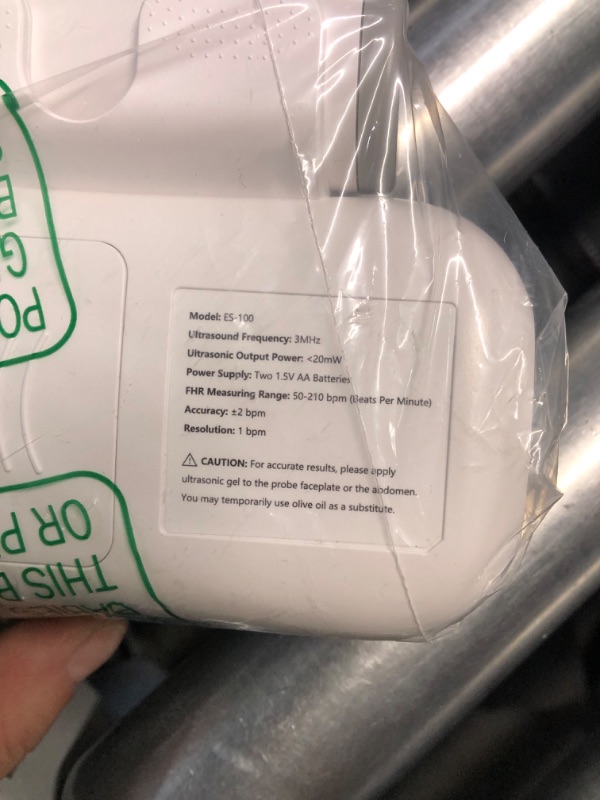 Model: ES-100
Ultrasound Frequency: 3MHz
Ultrasonic Output Power: <20mW
Power Supply: Two 1.5V AA Batteries
FHR Measuring Range: 50-210 bpm (Beats Per Minute)
Accuracy: ±2 bpm
Resolution: 1 bpm
CAUTION: For accurate results, please apply
ultrasonic gel to the probe faceplate or the abdomen.
You may temporarily use olive oil as a substitute.
THIS B
OR P